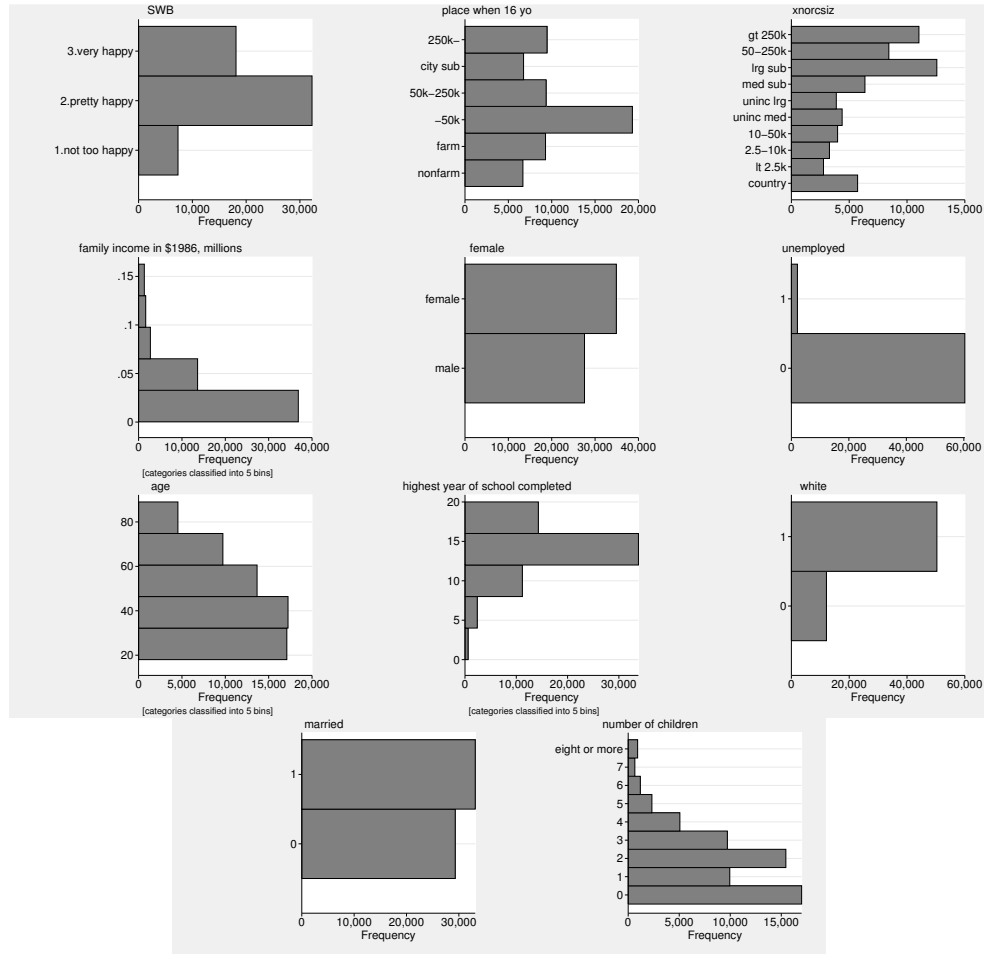 SWB
3.very happy
2.pretty happy
1.not too happy
0 10,000 20,000 30,000
Frequency
place when 16 yo
250k−
city sub
50k−250k
−50k
farm
nonfarm
0 5,000 10,000 15,000 20,000
Frequency
xnorcsiz
gt 250k
50−250k
lrg sub
med sub
uninc lrg
uninc med
10−50k
2.5−10k
lt 2.5k
country
0 5,000 10,000 15,000
Frequency
family income in $1986, millions
.15
.1
.05
0
0 10,000 20,000 30,000 40,000
Frequency
[categories classified into 5 bins]
female
female
male
0 10,000 20,000 30,000 40,000
Frequency
unemployed
1
0
0 20,000 40,000 60,000
Frequency
age
80
60
40
20
0 5,000 10,000 15,000 20,000
Frequency
[categories classified into 5 bins]
highest year of school completed
20
15
10
5
0
0 10,000 20,000 30,000
Frequency
[categories classified into 5 bins]
white
1
0
0 20,000 40,000 60,000
Frequency
married
1
0
0 10,000 20,000 30,000
Frequency
number of children
eight or more
7
6
5
4
3
2
1
0
0 5,000 10,000 15,000
Frequency